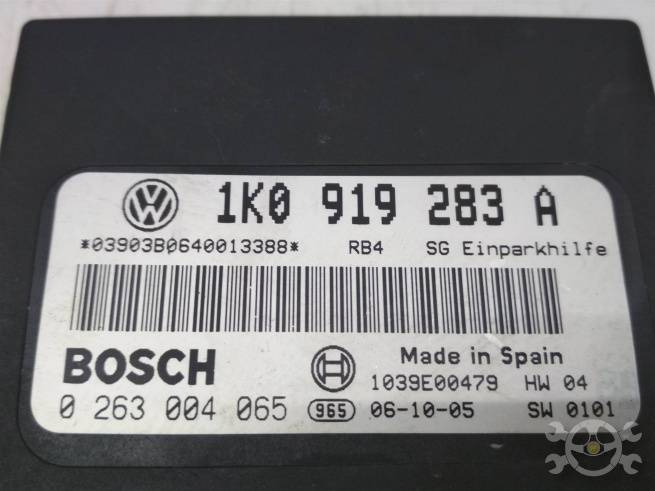 1K0 919 283 A
*03903B0640013388* RB4 SG Einparkhilfe
BOSCH Made in Spain
1039E00479 HW 04
0 263 004 065 965 06-10-05 SW 0101